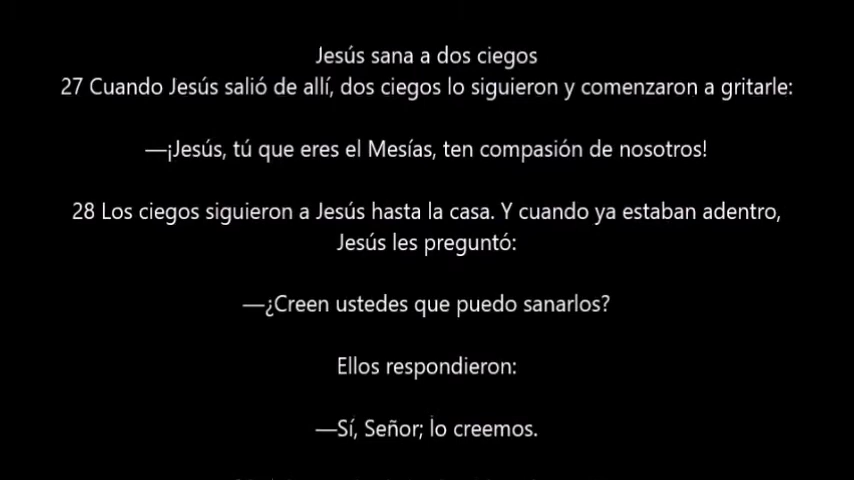 Jesús sana a dos ciegos
27 Cuando Jesús salió de allí, dos ciegos lo siguieron y comenzaron a gritarle:
—¡Jesús, tú que eres el Mesías, ten compasión de nosotros!
28 Los ciegos siguieron a Jesús hasta la casa. Y cuando ya estaban adentro,
Jesús les preguntó:
—¿Creen ustedes que puedo sanarlos?
Ellos respondieron:
—Sí, Señor; lo creemos.